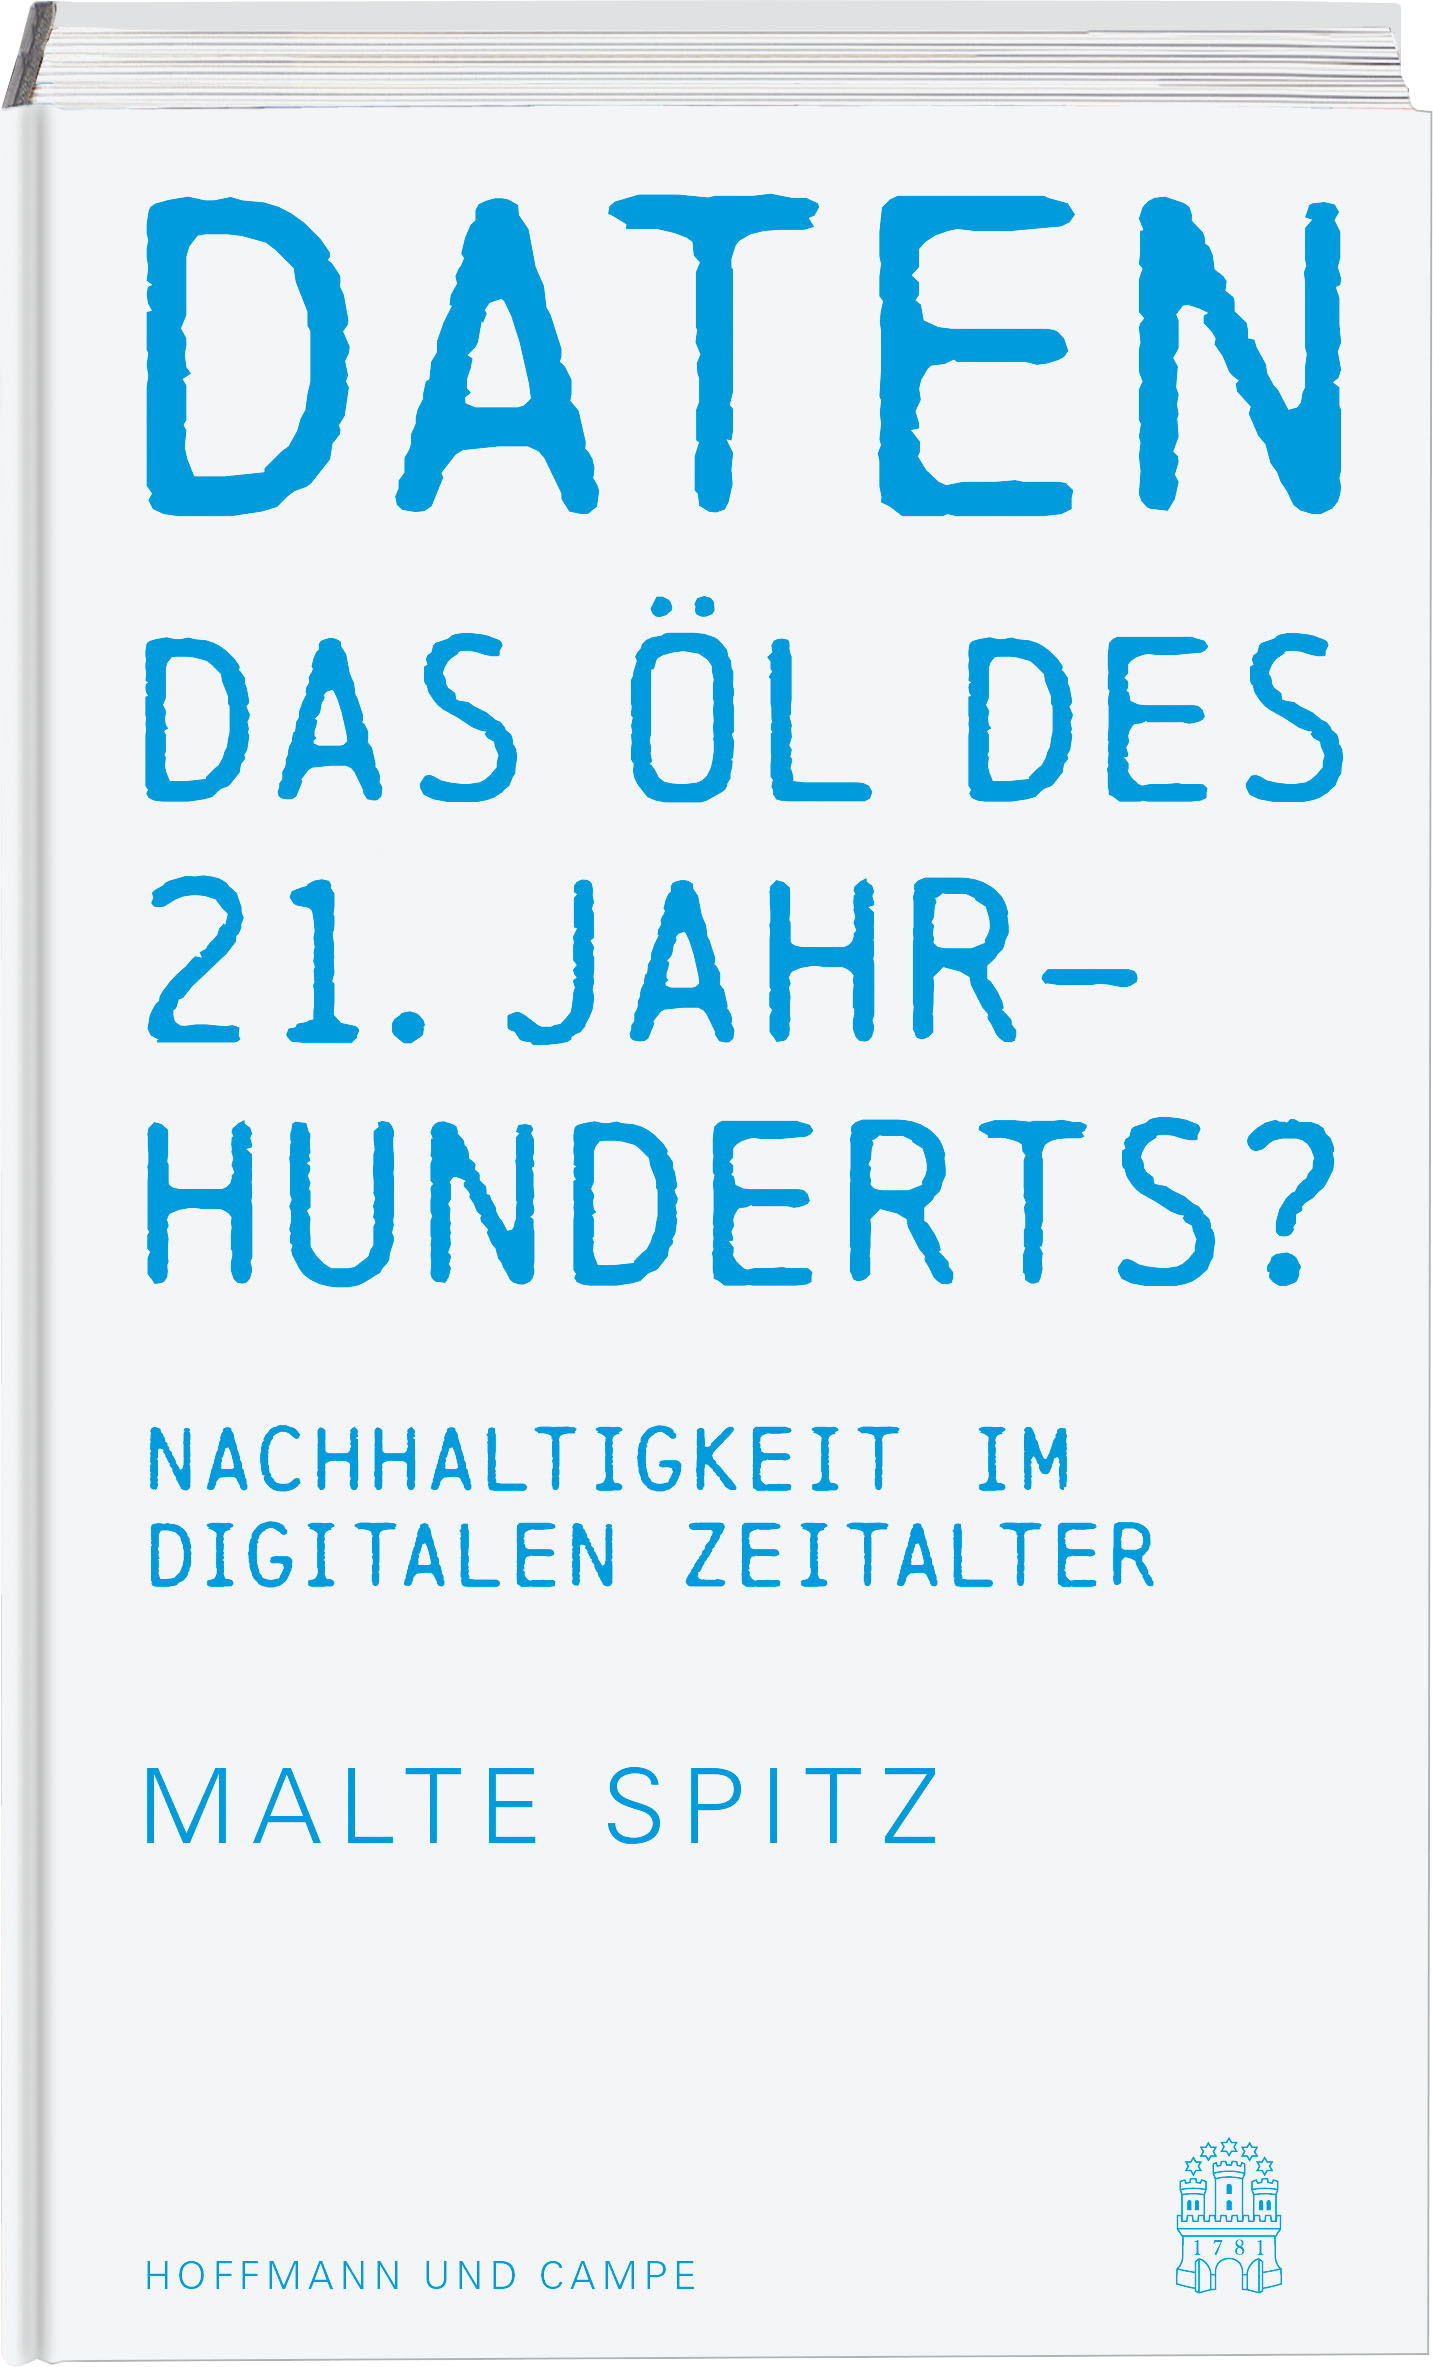 DATEN
DAS ÖL DES
21. JAHR-
HUNDERTS?
NACHHALTIGKEIT IM
DIGITALEN ZEITALTER
MALTE SPITZ
1781
HOFFMANN UND CAMPE